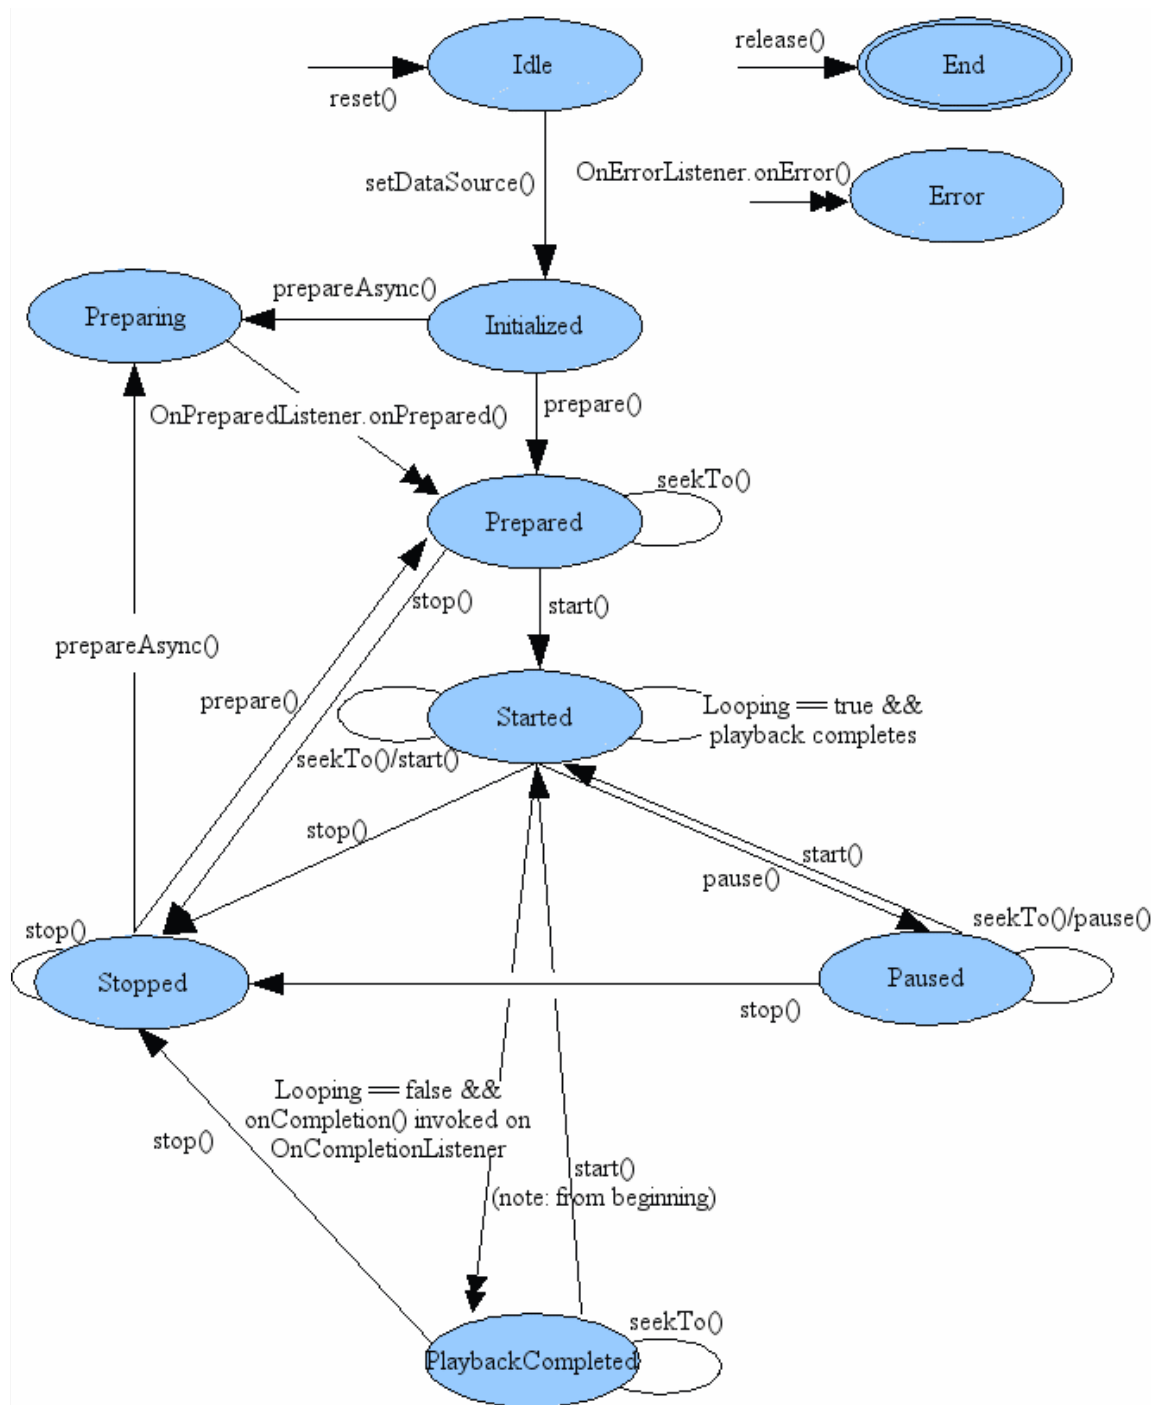 release()
Idle
End
reset()
OnErrorListener.onError()
setDataSource()
Error
prepareAsync()
Preparing
Initialized
prepare()
OnPreparedListener.onPrepared()
seekTo()
Prepared
stop()
start()
prepareAsync()
prepare()
Started
Looping == true &&
playback completes
seekTo()/start()
stop()
start()
pause()
seekTo()/pause()
stop()
Stopped
Paused
stop()
Looping == false &&
onCompletion() invoked on
OnCompletionListener
stop()
start()
(note: from beginning)
seekTo()
PlaybackCompleted